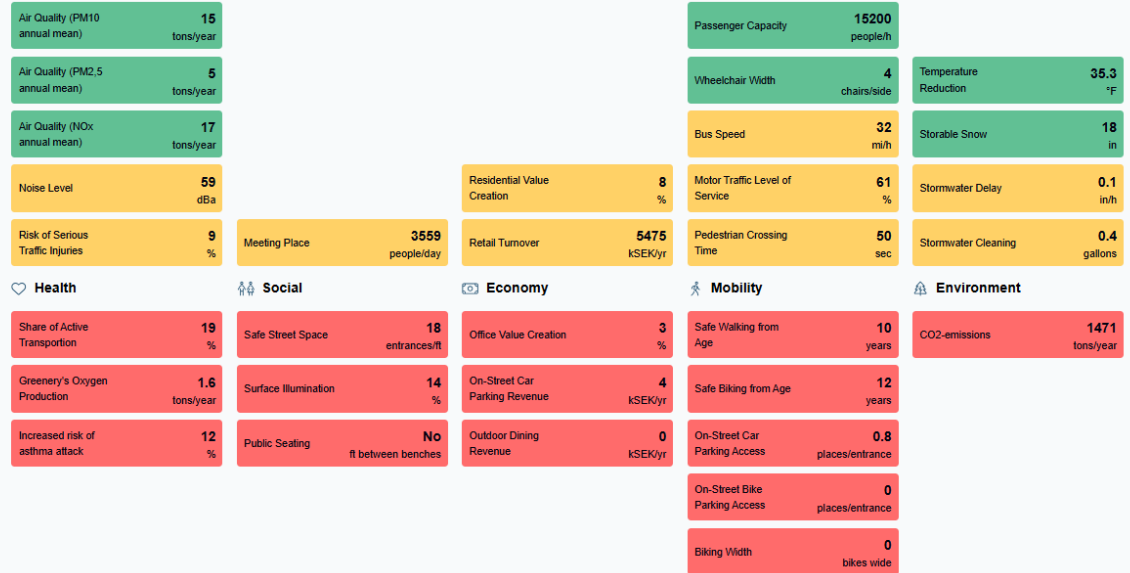 Air Quality (PM10
annual mean)
15
tons/year
Air Quality (PM2,5
annual mean)
5
tons/year
Air Quality (NOx
annual mean)
17
tons/year
Noise Level
59
dBa
Risk of Serious
Traffic Injuries
9
%
Meeting Place
3559
people/day
Residential Value
Creation
8
%
Retail Turnover
5475
kSEK/yr
Passenger Capacity
15200
people/h
Wheelchair Width
4
chairs/side
Bus Speed
32
mi/h
Motor Traffic Level of
Service
61
%
Pedestrian Crossing
Time
50
sec
Temperature
Reduction
35.3
°F
Storable Snow
18
in
Stormwater Delay
0.1
in/h
Stormwater Cleaning
0.4
gallons
Health
Social
Economy
Mobility
Environment
Share of Active
Transportion
19
%
Greenery's Oxygen
Production
1.6
tons/year
Increased risk of
asthma attack
12
%
Safe Street Space
18
entrances/ft
Surface Illumination
14
%
Public Seating
No
ft between benches
Office Value Creation
3
%
On-Street Car
Parking Revenue
4
kSEK/yr
Outdoor Dining
Revenue
0
kSEK/yr
Safe Walking from
Age
10
years
Safe Biking from Age
12
years
On-Street Car
Parking Access
0.8
places/entrance
On-Street Bike
Parking Access
0
places/entrance
Biking Width
0
bikes wide
CO2-emissions
1471
tons/year